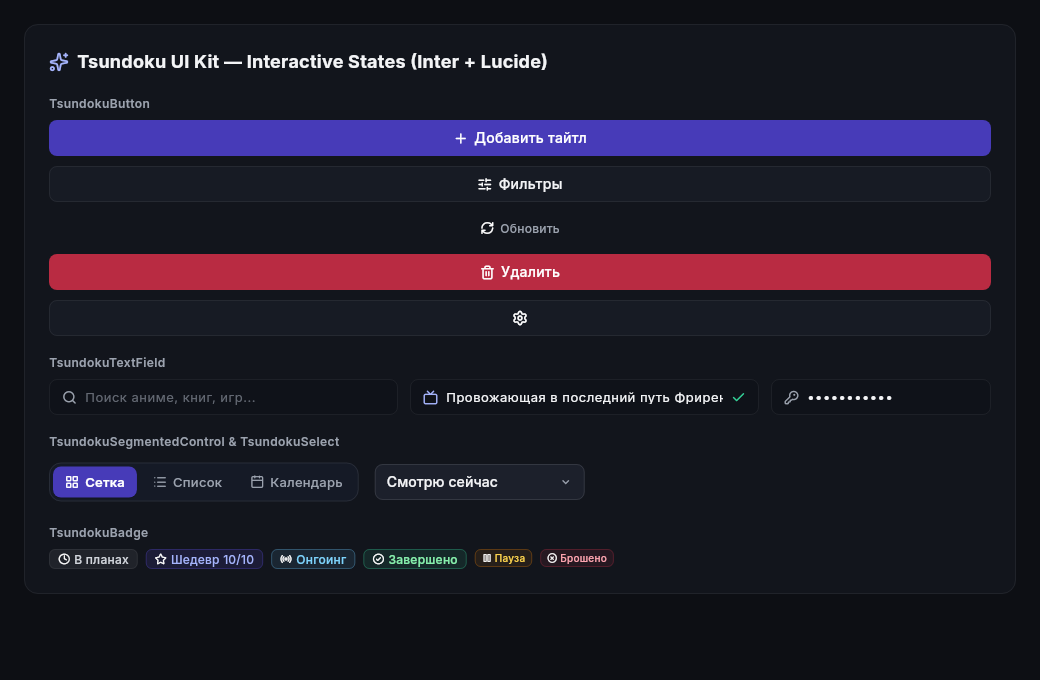 Tsundoku UI Kit — Interactive States (Inter + Lucide)
TsundokuButton
Добавить тайтл
Фильтры
Обновить
Удалить
TsundokuTextField
Поиск аниме, книг, игр...
Провожающая в последний путь Фрирен
•••••••••••
TsundokuSegmentedControl & TsundokuSelect
Сетка Список Календарь Смотрю сейчас
TsundokuBadge
В планах Шедевр 10/10 Онгоинг Завершено Пауза Брошено